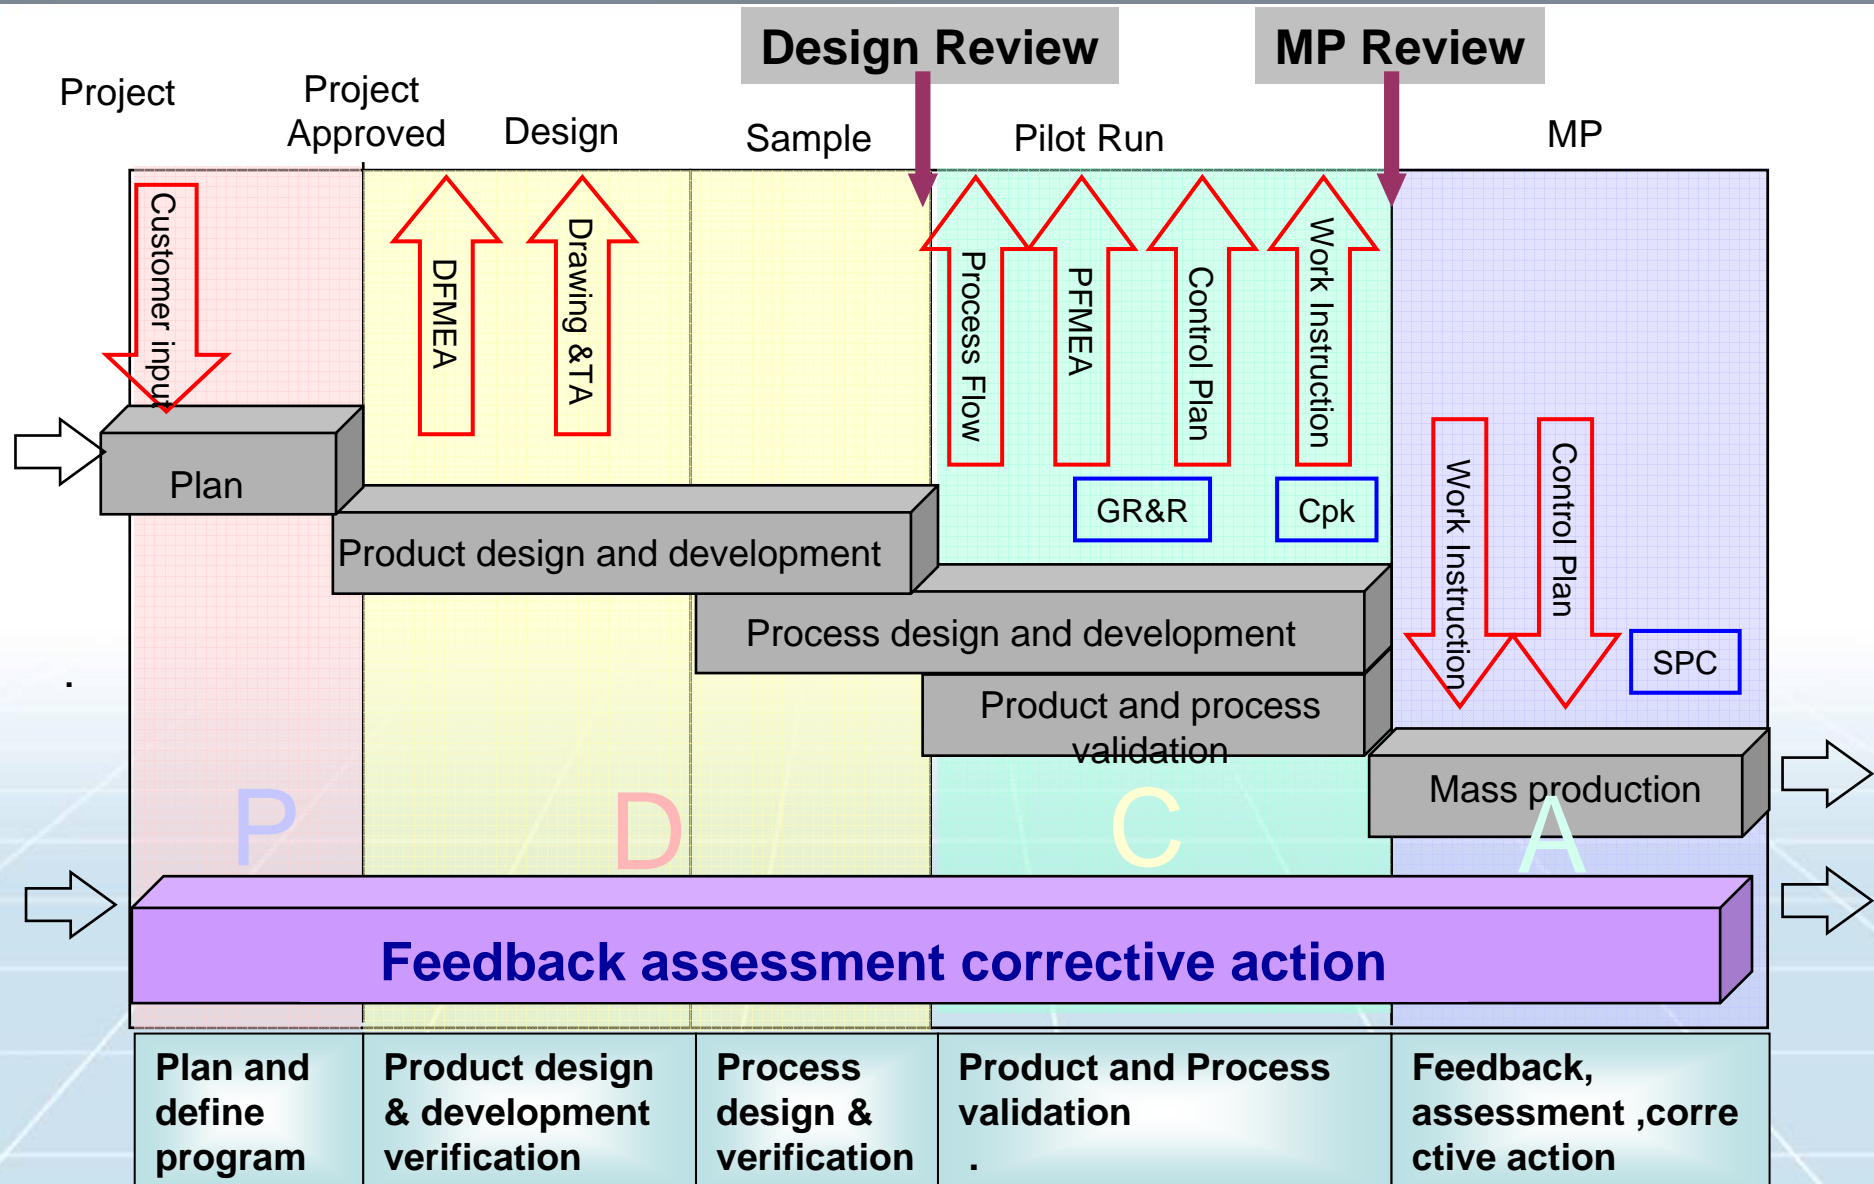 Design Review
MP Review
Project
Project
Approved
Design
Sample
Pilot Run
MP
Customer input
DFMEA
Drawing &TA
Process Flow
PFMEA
Control Plan
Work Instruction
Work Instruction
Control Plan
Plan
GR&R
Cpk
Product design and development
Process design and development
SPC
.
Product and process
validation
Mass production
P
D
C
A
Feedback assessment corrective action
Plan and
define
program
Product design
& development
verification
Process
design &
verification
Product and Process
validation
.
Feedback,
assessment ,corre
ctive action